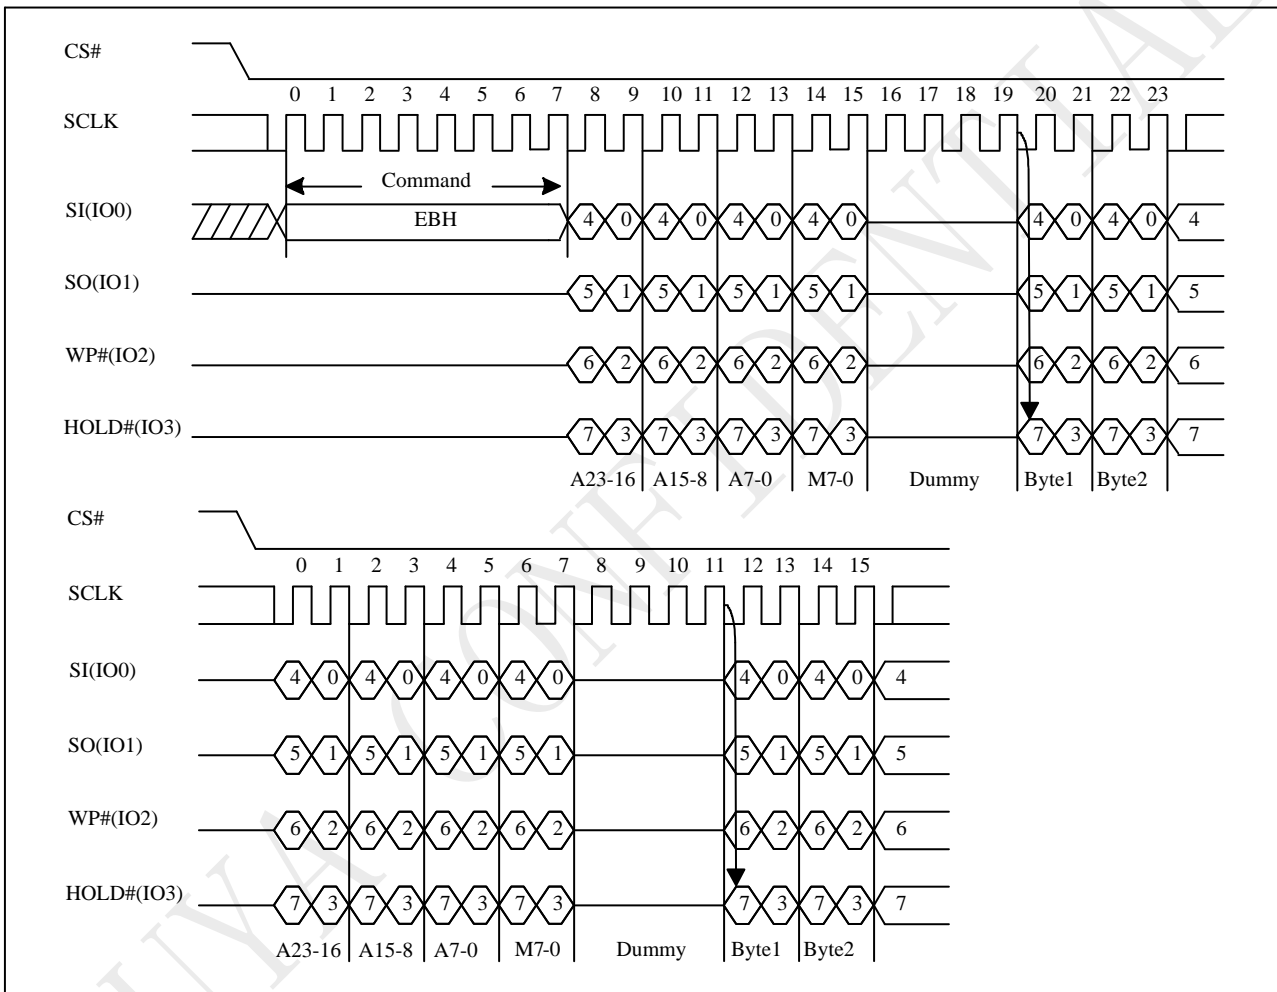 CS#
0 1 2 3 4 5 6 7 8 9 10 11 12 13 14 15 16 17 18 19 20 21 22 23
SCLK
Command
SI(IO0) EBH 4 0 4 0 4 0 4 0 4 0 4 0 4
SO(IO1) 5 1 5 1 5 1 5 1 5 1 5 1 5
WP#(IO2) 6 2 6 2 6 2 6 2 6 2 6 2 6
HOLD#(IO3) 7 3 7 3 7 3 7 3 7 3 7 3 7
A23-16 A15-8 A7-0 M7-0 Dummy Byte1 Byte2
CS#
0 1 2 3 4 5 6 7 8 9 10 11 12 13 14 15
SCLK
SI(IO0) 4 0 4 0 4 0 4 0 4 0 4 0 4
SO(IO1) 5 1 5 1 5 1 5 1 5 1 5 1 5
WP#(IO2) 6 2 6 2 6 2 6 2 6 2 6 2 6
HOLD#(IO3) 7 3 7 3 7 3 7 3 7 3 7 3 7
A23-16 A15-8 A7-0 M7-0 Dummy Byte1 Byte2